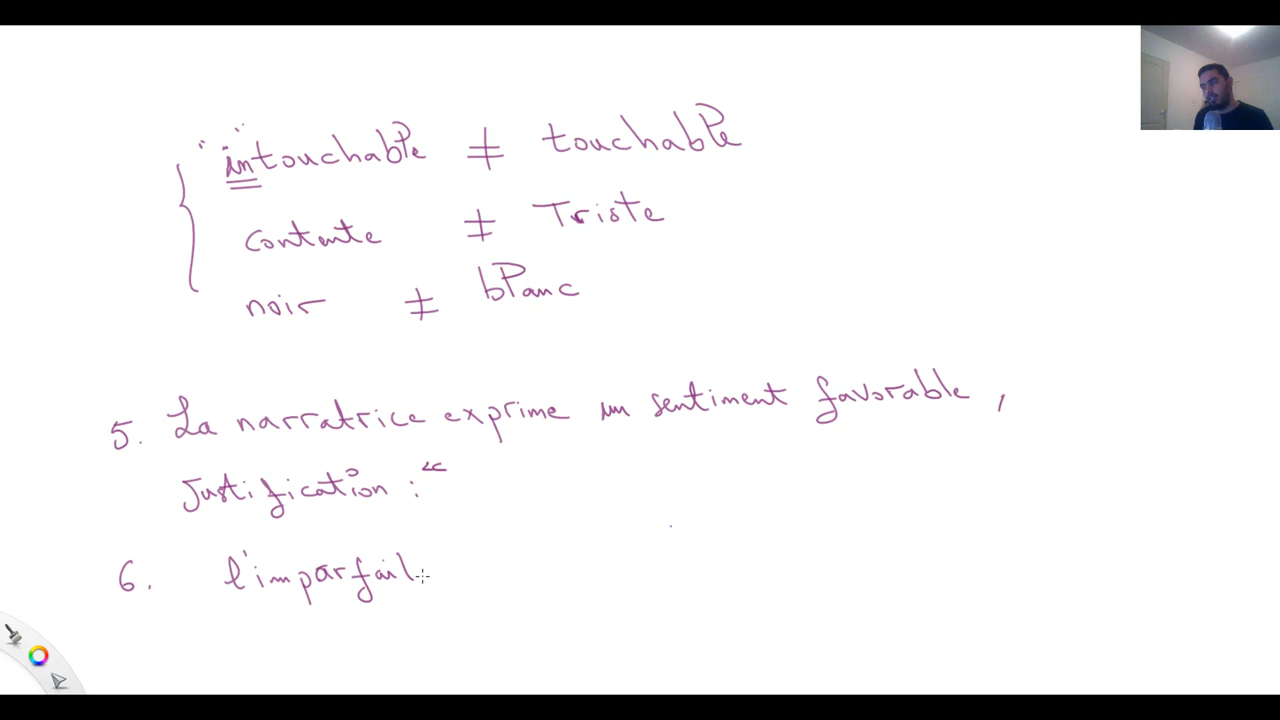 "intouchable ≠ touchable
contente ≠ Triste
noir ≠ blanc
5. La narratrice exprime un sentiment favorable,
Justification : "
6. l'imparfait